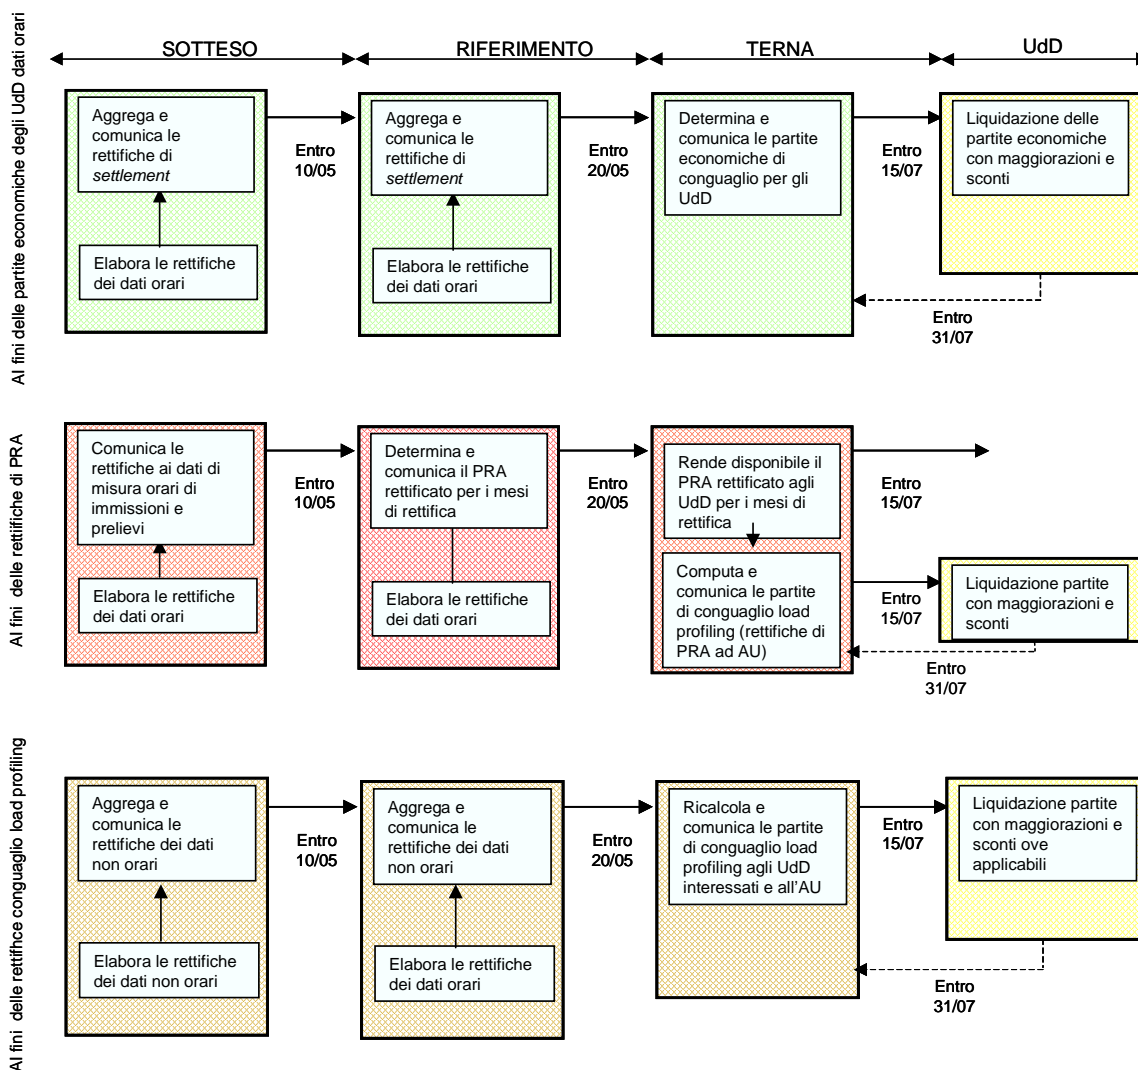 SOTTESO
RIFERIMENTO
TERNA
UdD
AI fini delle partite economiche degli UdD dati orari
Aggrega e
comunica le
rettifiche di
settlement
Elabora le rettifiche
dei dati orari
Entro
10/05
Aggrega e
comunica le
rettifiche di
settlement
Elabora le rettifiche
dei dati orari
Entro
20/05
Determina e
comunica le partite
economiche di
conguaglio per gli
UdD
Entro
15/07
Liquidazione delle
partite economiche
con maggiorazioni e
sconti
Entro
31/07
AI fini delle rettifiche di PRA
Comunica le
rettifiche ai dati di
misura orari di
immissioni e
prelievi
Elabora le rettifiche
dei dati orari
Entro
10/05
Determina e
comunica il PRA
rettificato per i mesi
di rettifica
Elabora le rettifiche
dei dati orari
Entro
20/05
Rende disponibile il
PRA rettificato agli
UdD per i mesi di
rettifica
Computa e
comunica le partite
di conguaglio load
profiling (rettifiche di
PRA ad AU)
Entro
15/07
Entro
15/07
Liquidazione partite
con maggiorazioni e
sconti
Entro
31/07
AI fini delle rettifhce conguaglio load profiling
Aggrega e
comunica le
rettifiche dei dati
non orari
Elabora le rettifiche
dei dati non orari
Entro
10/05
Aggrega e
comunica le
rettifiche dei dati
non orari
Elabora le rettifiche
dei dati orari
Entro
20/05
Ricalcola e
comunica le partite
di conguaglio load
profiling agli UdD
interessati e all'AU
Entro
15/07
Liquidazione partite
con maggiorazioni e
sconti ove
applicabili
Entro
31/07